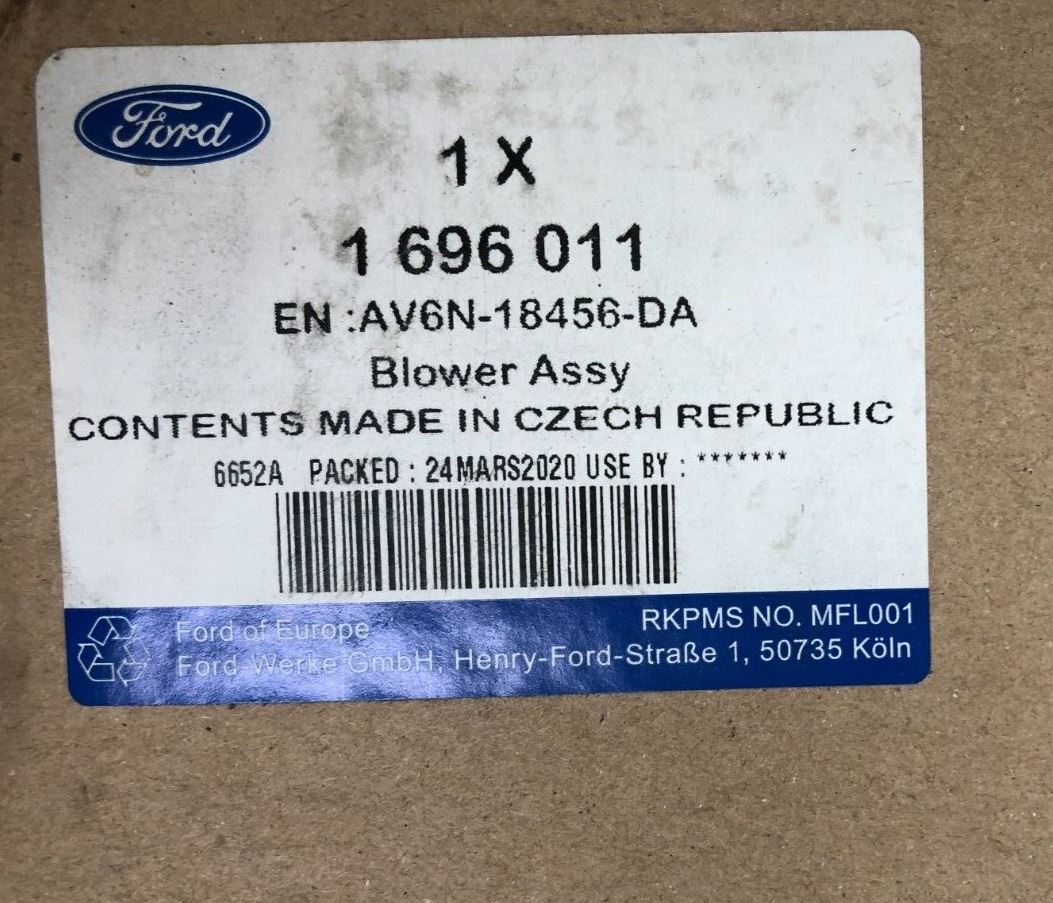 Ford
1 X
1 696 011
EN :AV6N-18456-DA
Blower Assy
CONTENTS MADE IN CZECH REPUBLIC
6652A PACKED : 24MARS2020 USE BY : *******
RKPMS NO. MFL001
Ford of Europe
Ford-Werke GmbH, Henry-Ford-Straße 1, 50735 Köln